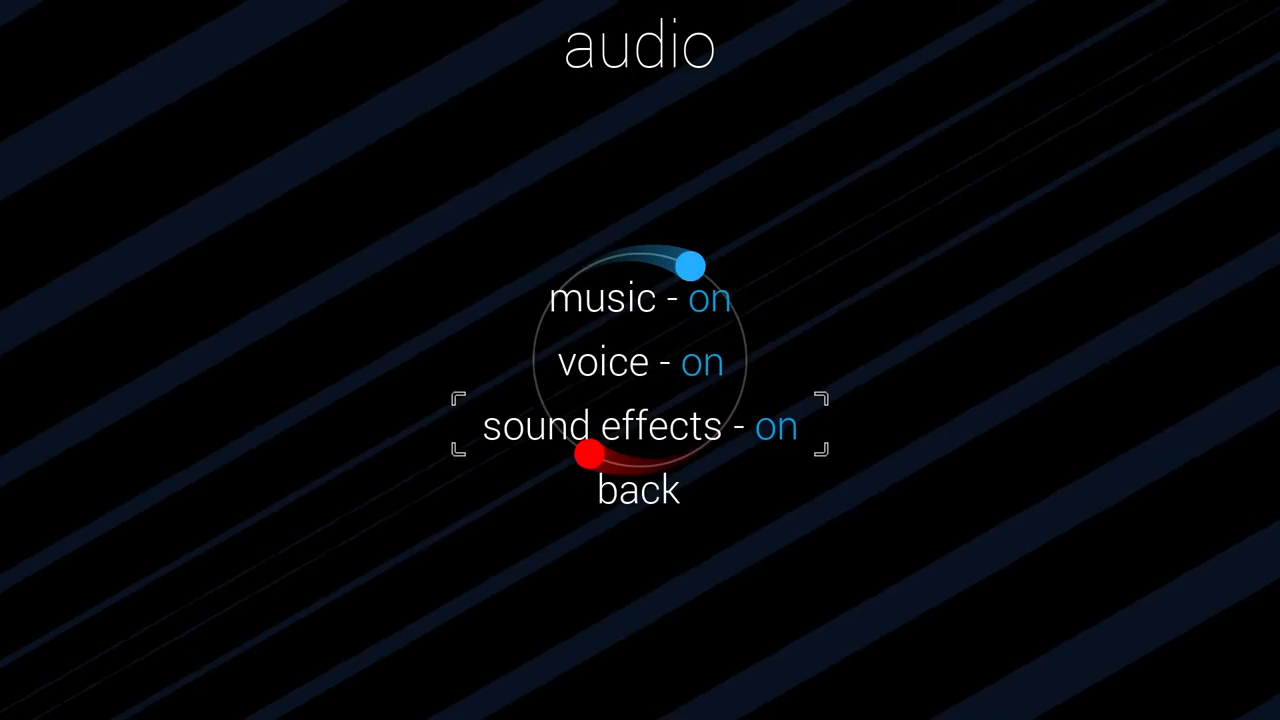 audio
music - on
voice - on
sound effects - on
back